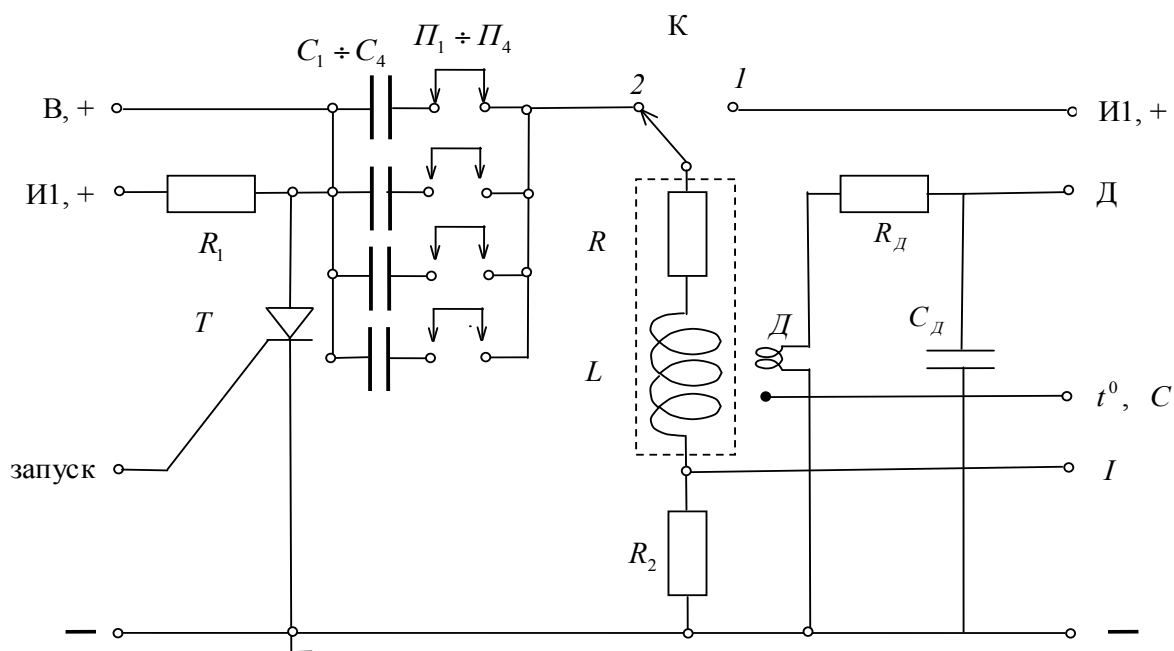 К
C₁ ÷ C₄
П₁ ÷ П₄
2
1
В, +
И1, +
И1, +
Д
R₁
R
R_Д
T
L
Д
C_Д
t⁰, C
запуск
I
R₂
−
−